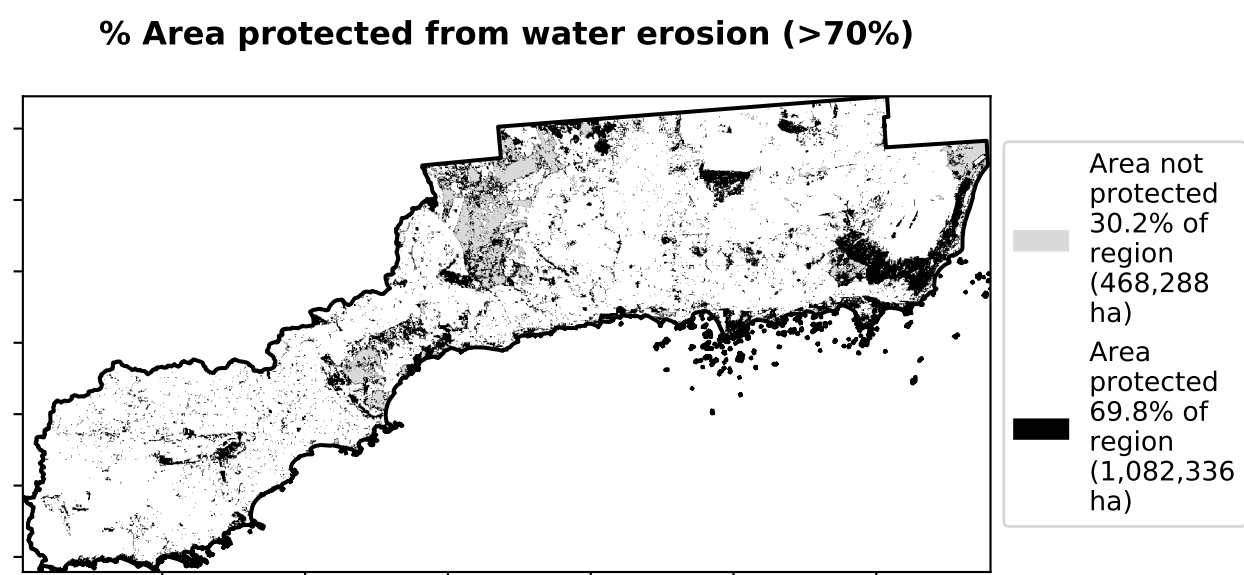 % Area protected from water erosion (>70%)
Area not
protected
30.2% of
region
(468,288
ha)
Area
protected
69.8% of
region
(1,082,336
ha)